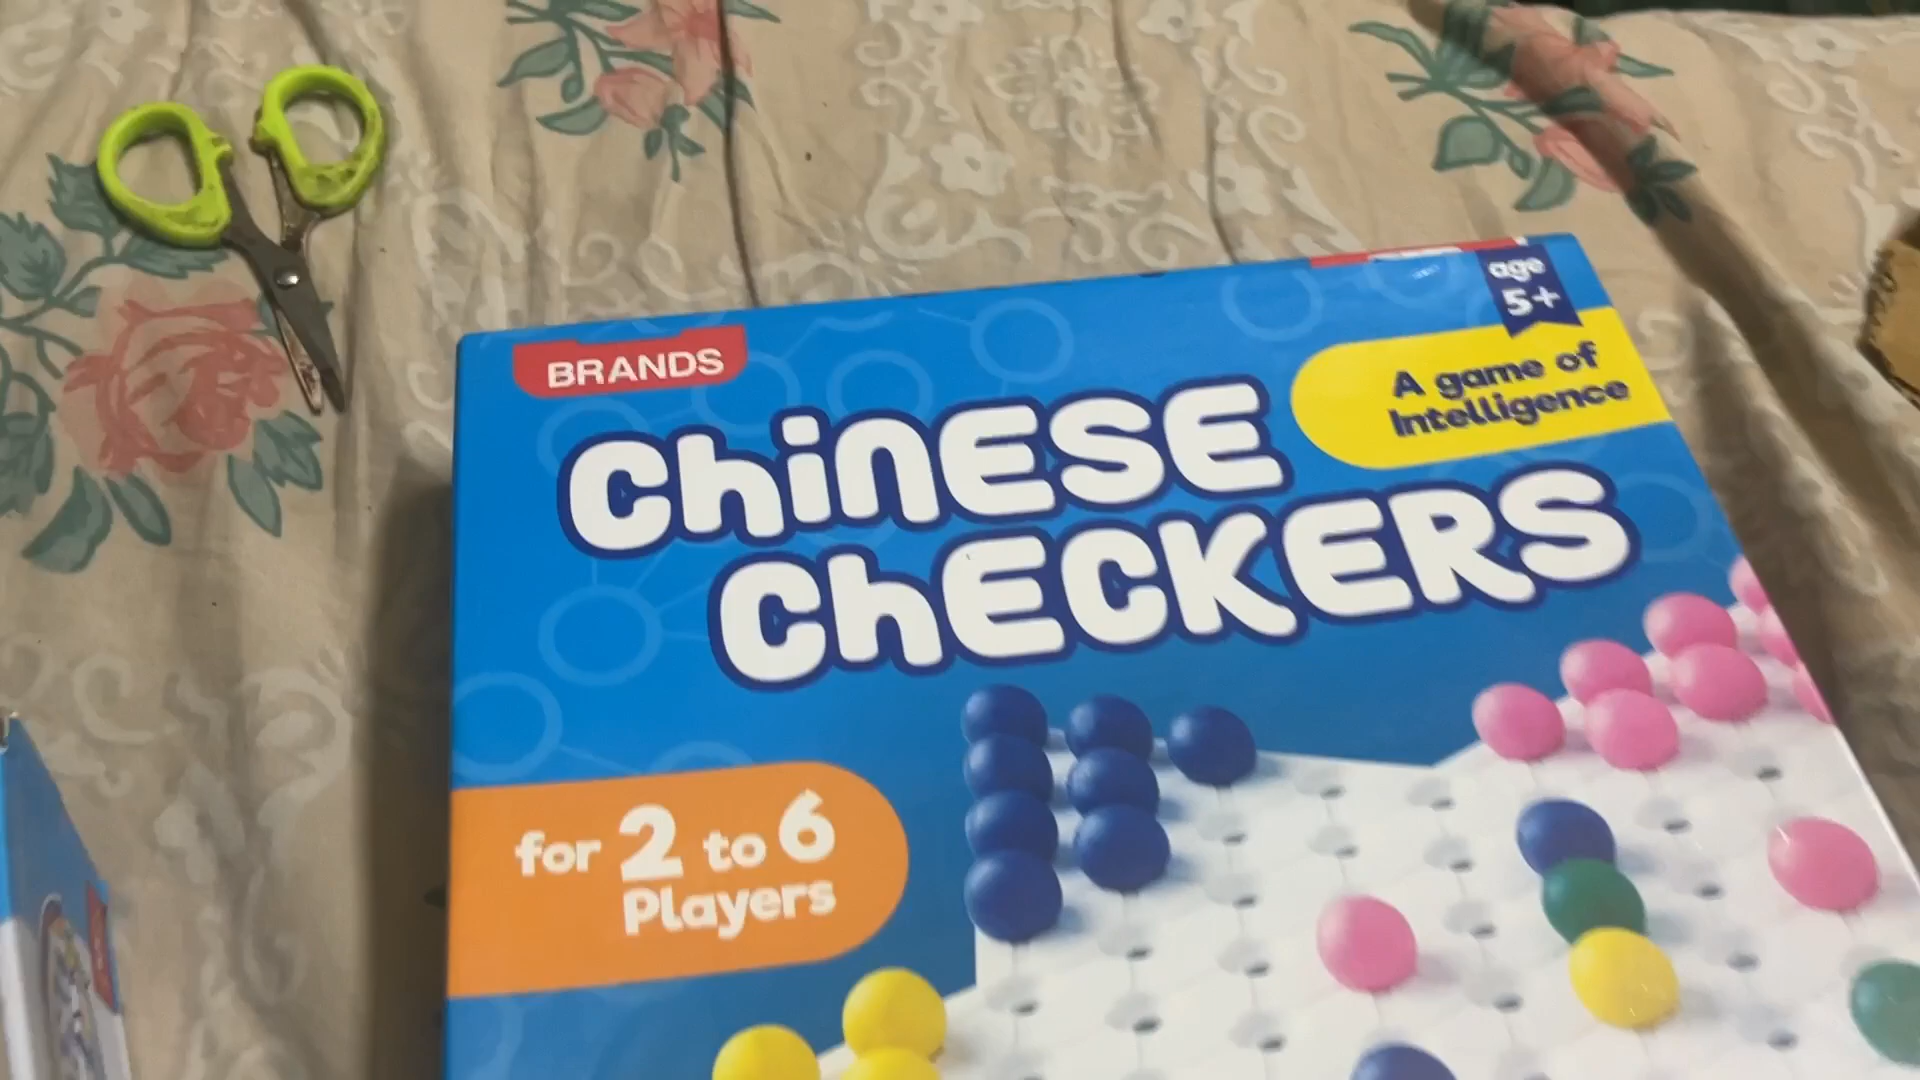 BRANDS
age
5+
A game of
Intelligence
ChiNESE
ChECKERS
for 2 to 6
Players